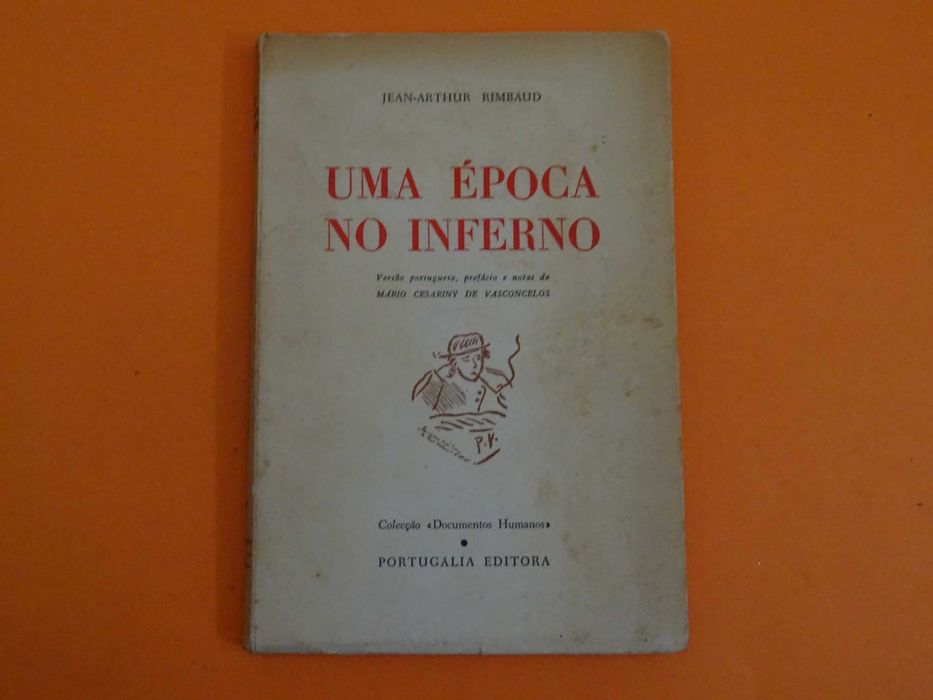 JEAN-ARTHUR RIMBAUD
UMA ÉPOCA
NO INFERNO
Versão portuguesa, prefácio e notas de
MÁRIO CESARINY DE VASCONCELOS
P.V.
Colecção «Documentos Humanos»
PORTUGÁLIA EDITORA